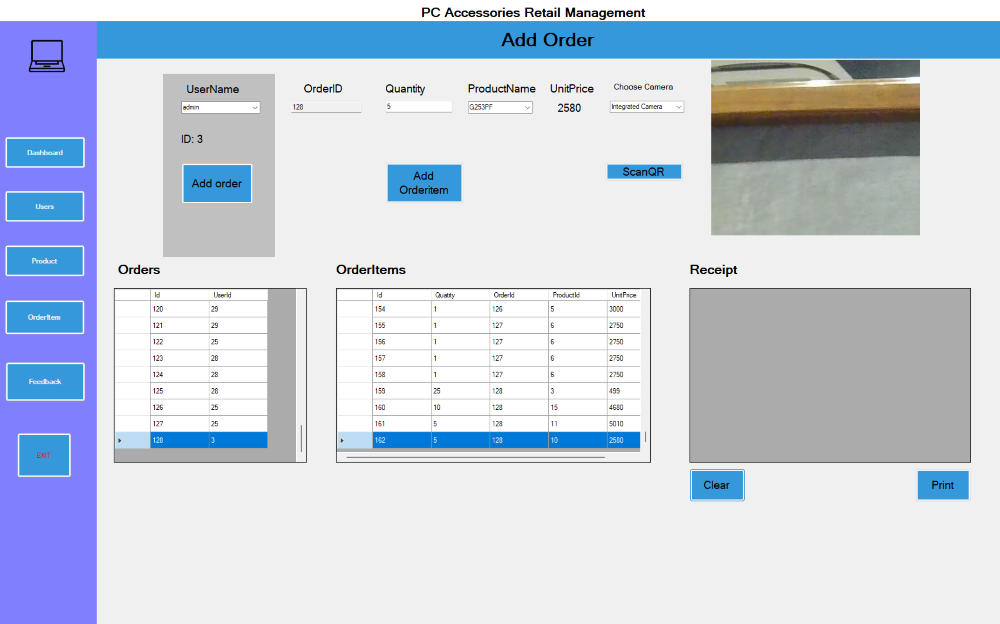 PC Accessories Retail Management
Add Order
UserName
OrderID
Quantity
ProductName
UnitPrice
Choose Camera
admin
128
5
G253PF
2580
Integrated Camera
ID: 3
Dashboard
Add order
Add
Orderitem
ScanQR
Users
Product
Orders
OrderItems
Receipt
Id UserId
120 29
121 29
122 25
123 28
124 28
125 28
126 25
127 25
128 3
Id Quatity OrderId ProductId UnitPrice
154 1 126 5 3000
155 1 127 6 2750
156 1 127 6 2750
157 1 127 6 2750
158 1 127 6 2750
159 25 128 3 499
160 10 128 15 4680
161 5 128 11 5010
162 5 128 10 2580
OrderItem
Feedback
EXIT
Clear
Print